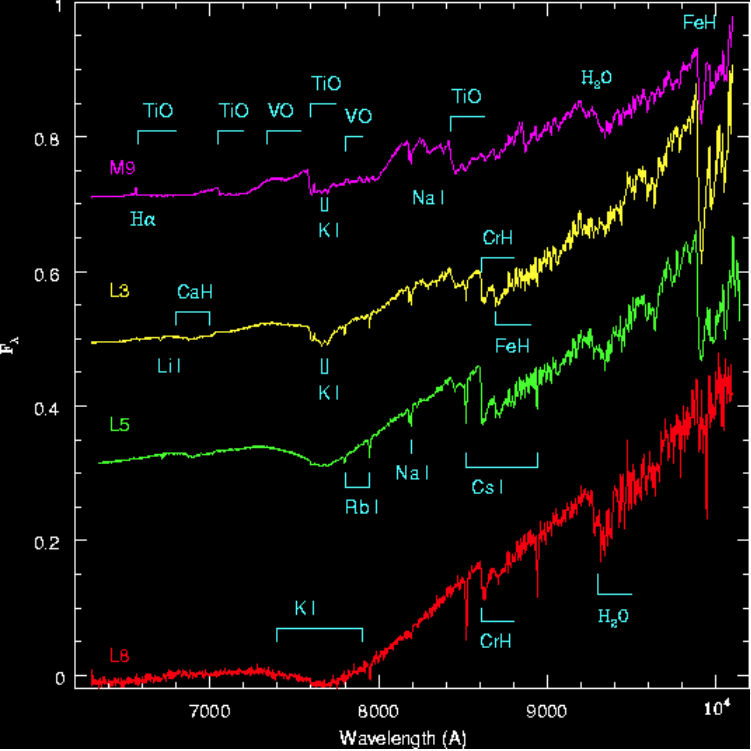 FeH
1
H₂O
TiO
TiO
TiO
VO
VO
TiO
0.8
M9
Hα
K I
Na I
CrH
0.6
L3
CaH
Li I
K I
FeH
Fλ
0.4
L5
Rb I
Na I
Cs I
0.2
K I
CrH
H₂O
L8
0
7000
8000
9000
10⁴
Wavelength (A)